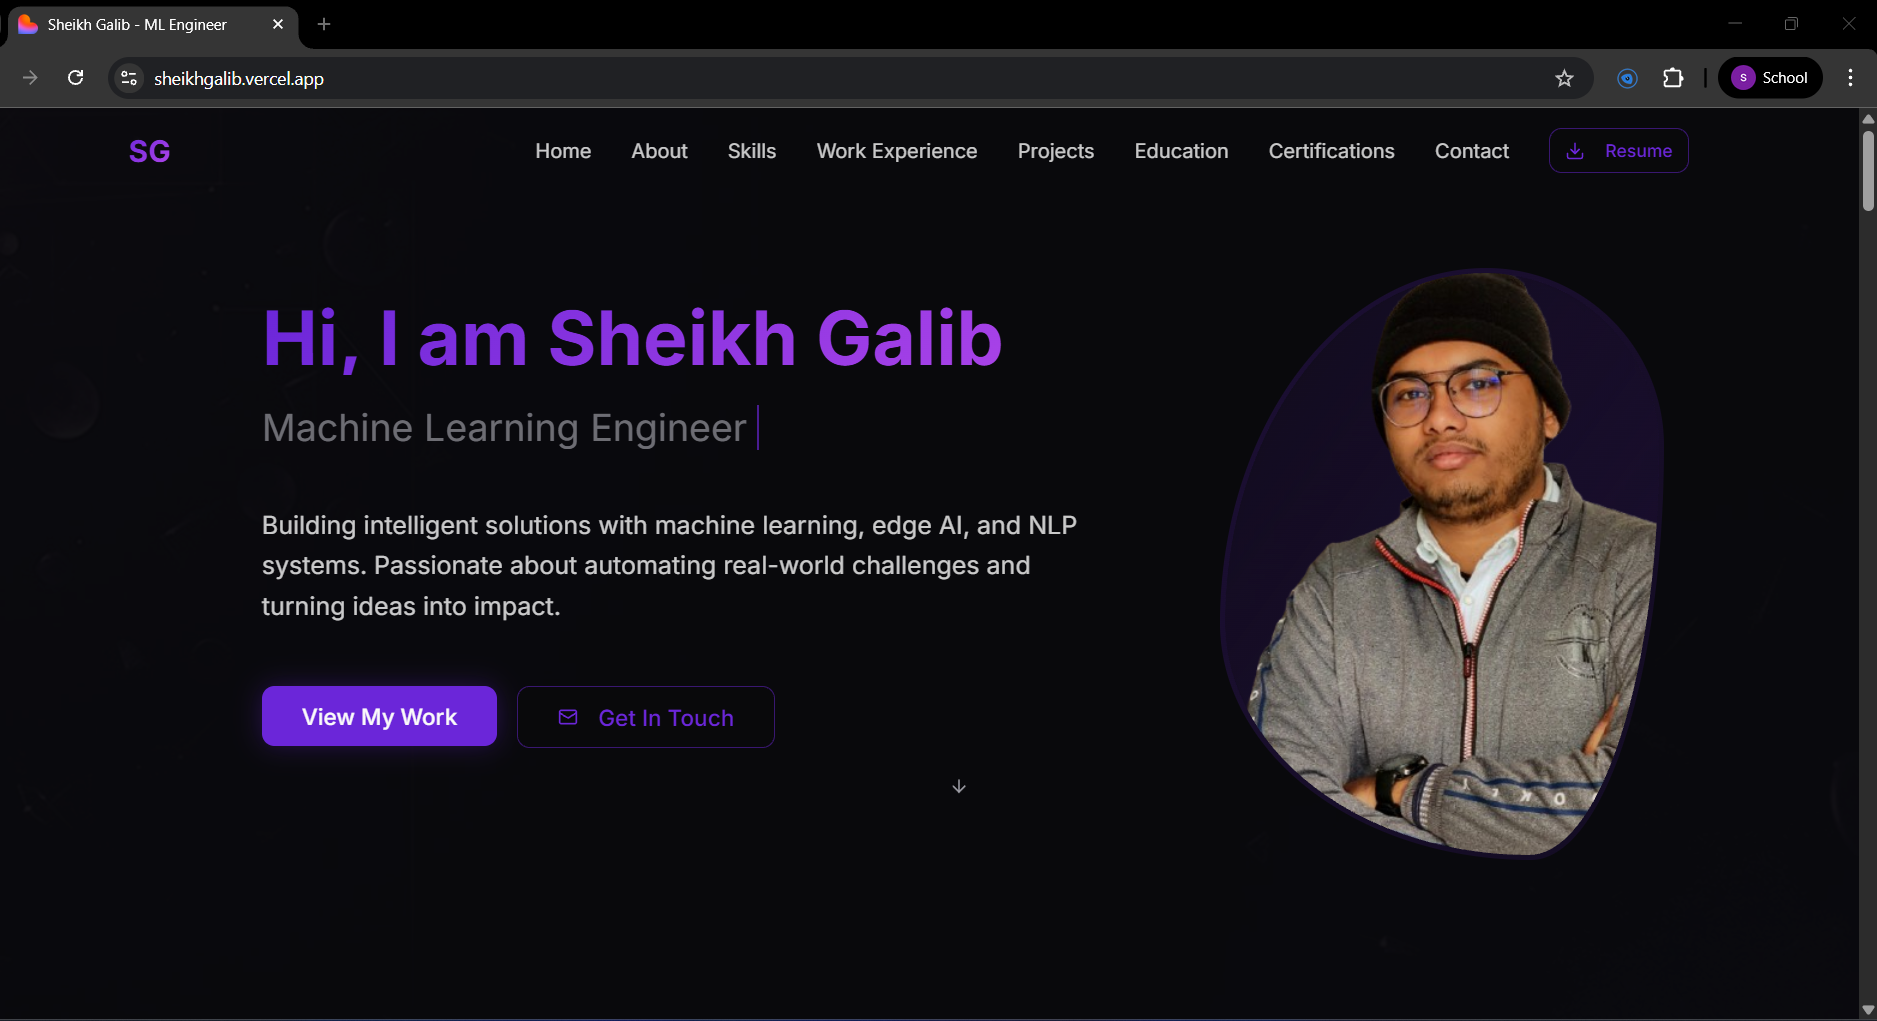 Sheikh Galib - ML Engineer
sheikhgalib.vercel.app
S School
SG
Home About Skills Work Experience Projects Education Certifications Contact Resume
Hi, I am Sheikh Galib
Machine Learning Engineer
Building intelligent solutions with machine learning, edge AI, and NLP
systems. Passionate about automating real-world challenges and
turning ideas into impact.
View My Work Get In Touch